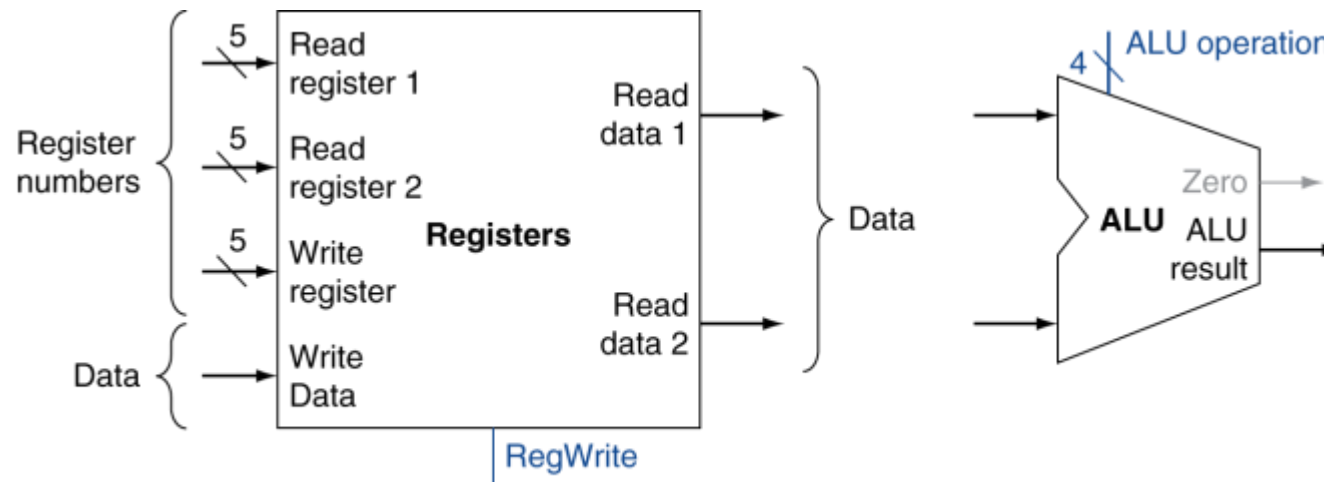 Register
numbers
Data
5
Read
register 1
5
Read
register 2
5
Write
register
Write
Data
Registers
Read
data 1
Read
data 2
RegWrite
Data
4
ALU operation
Zero
ALU
ALU
result